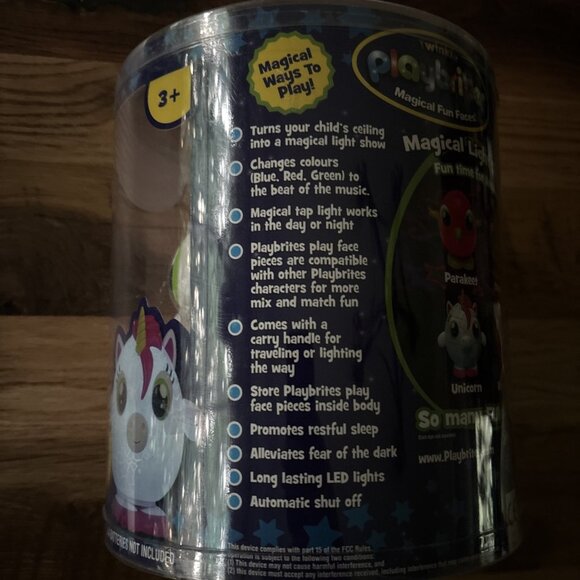 3+
Magical
Ways To
Play!
Twinkle
playbrites
Magical Fun Faces
Turns your child's ceiling
into a magical light show
Changes colours
(Blue, Red, Green) to
the beat of the music.
Magical tap light works
in the day or night
Playbrites play face
pieces are compatible
with other Playbrites
characters for more
mix and match fun
Comes with a
carry handle for
traveling or lighting
the way
Store Playbrites play
face pieces inside body
Promotes restful sleep
Alleviates fear of the dark
Long lasting LED lights
Automatic shut off
Magical
Fun time
Parakeet
Unicorn
So many
www.Playbrite
NOT INCLUDED
This device complies with part 15 of the FCC Rules.
Operation is subject to the following two conditions:
(1) This device may not cause harmful interference, and
(2) this device must accept any interference received, including interference that